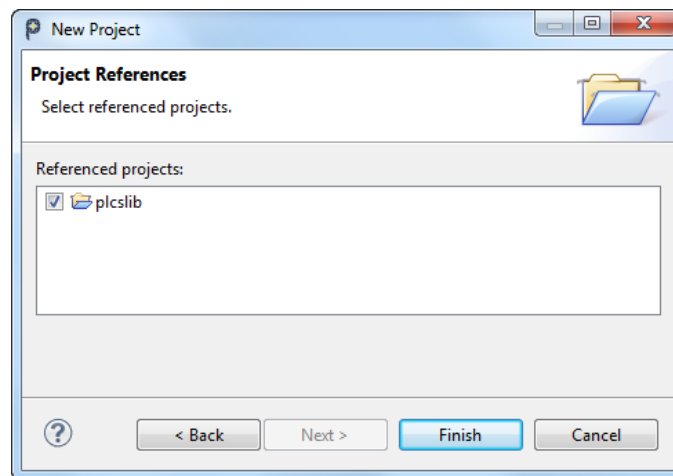 New Project
Project References
Select referenced projects.
Referenced projects:
plcslib
< Back Next > Finish Cancel